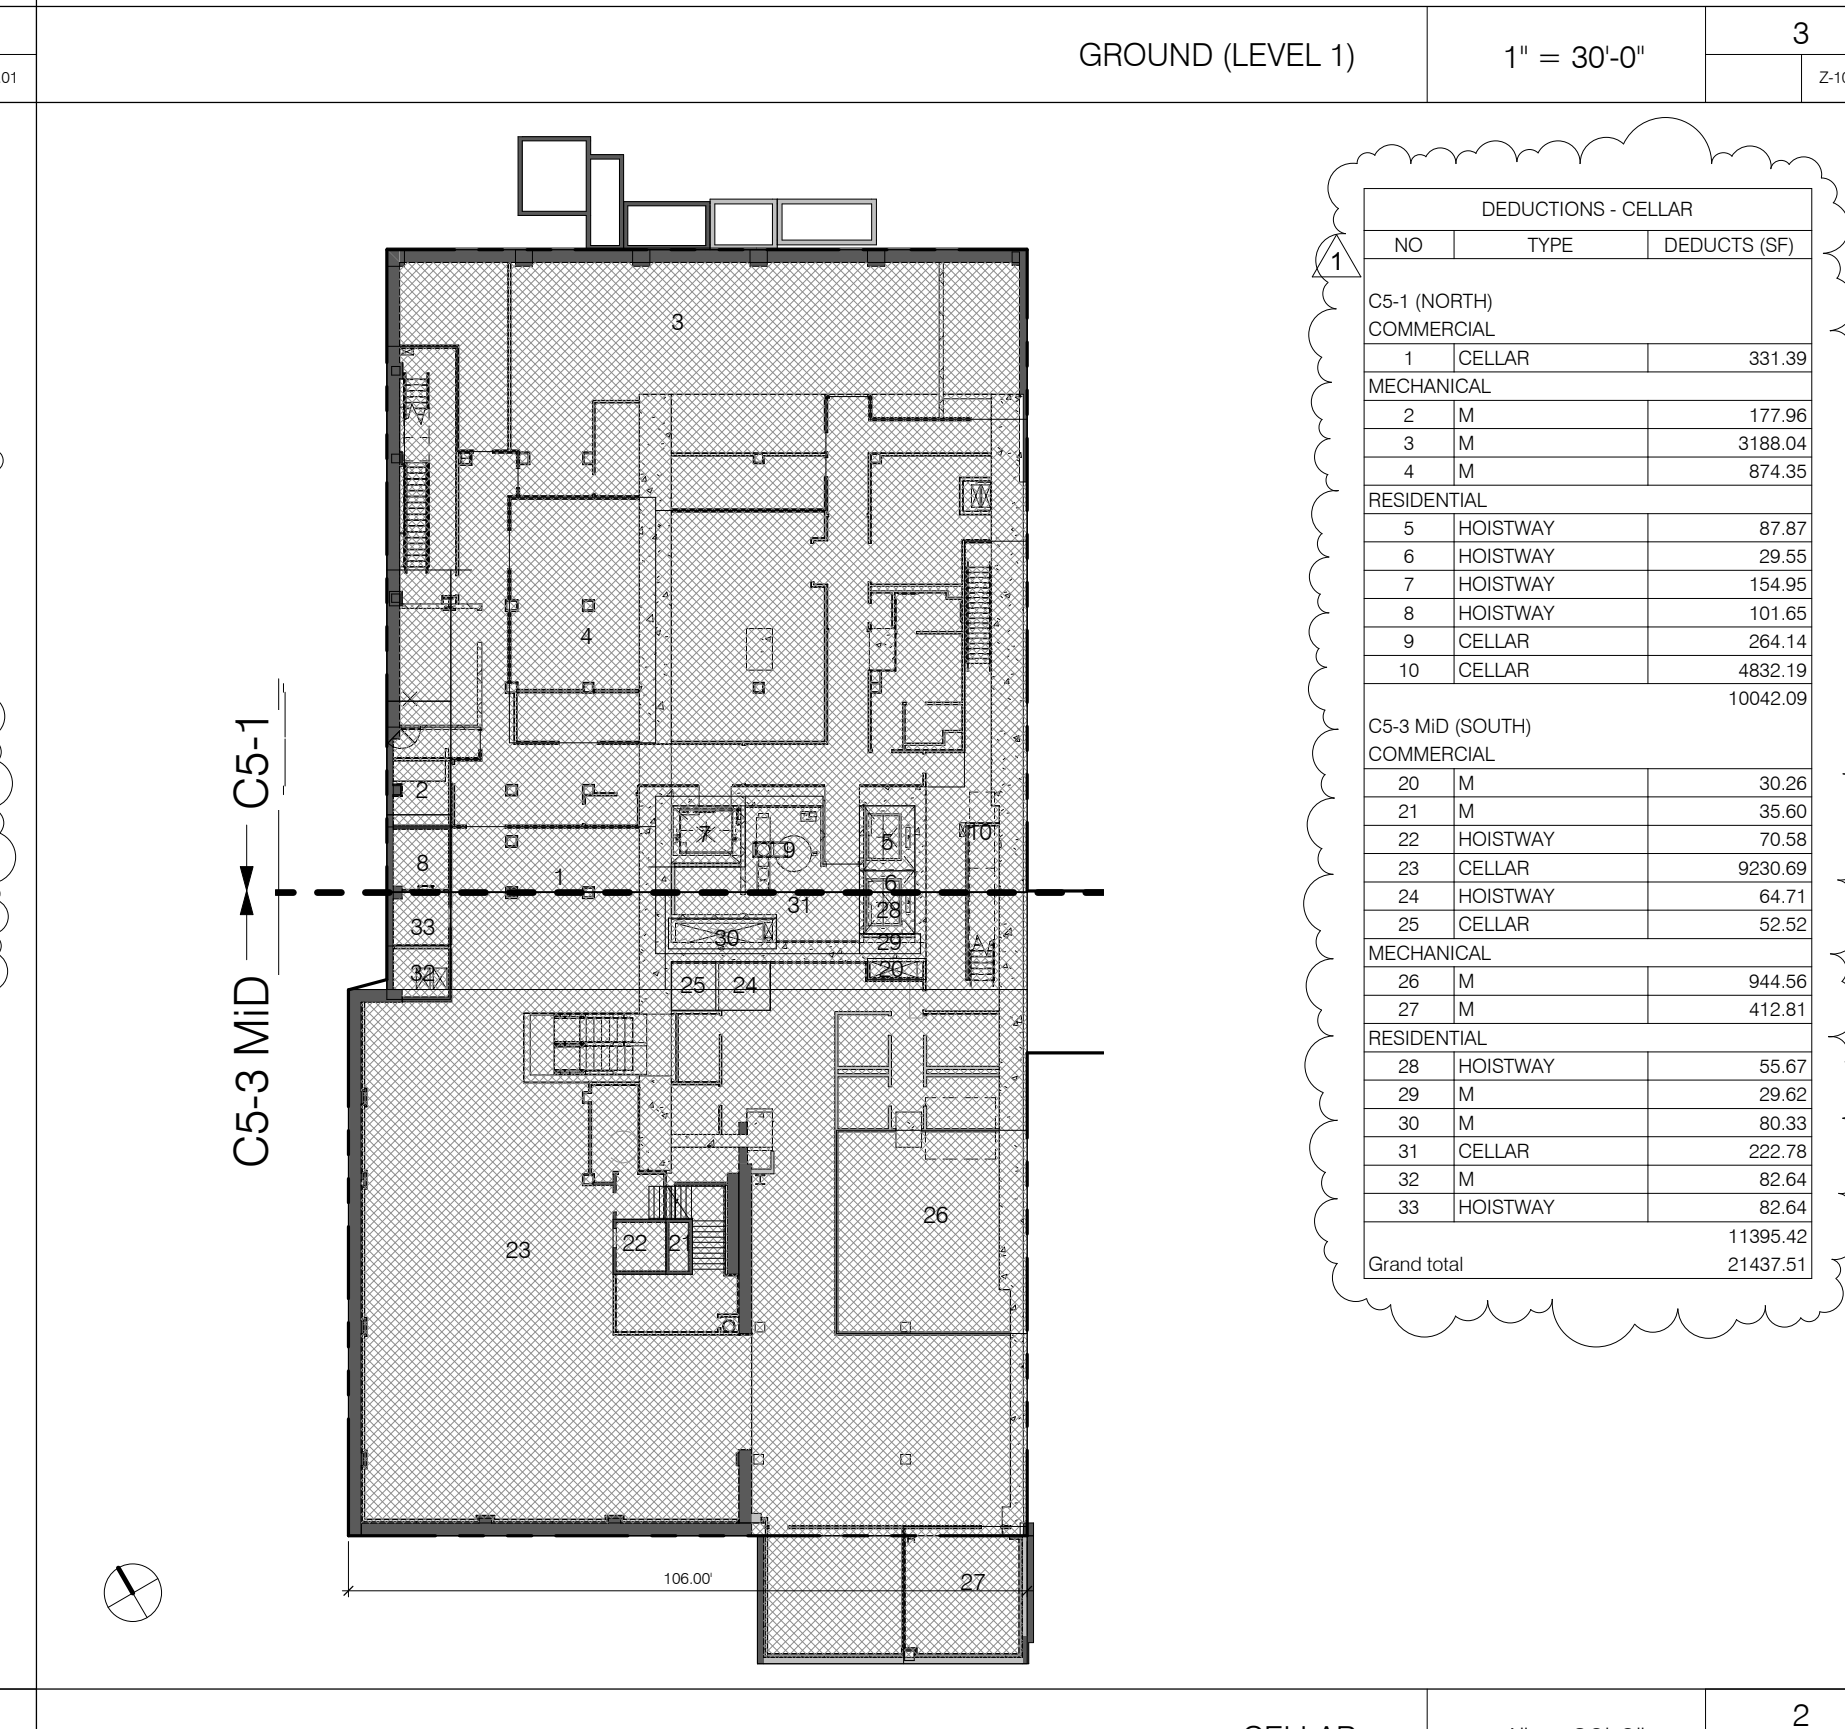 GROUND (LEVEL 1)
1" = 30'-0"
3
01
DEDUCTIONS - CELLAR
NO TYPE DEDUCTS (SF)
1
C5-1 (NORTH)
COMMERCIAL
1 CELLAR 331.39
MECHANICAL
2 M 177.96
3 M 3188.04
4 M 874.35
RESIDENTIAL
5 HOISTWAY 87.87
6 HOISTWAY 29.55
7 HOISTWAY 154.95
8 HOISTWAY 101.65
9 CELLAR 264.14
10 CELLAR 4832.19
10042.09
C5-3 MiD (SOUTH)
COMMERCIAL
20 M 30.26
21 M 35.60
22 HOISTWAY 70.58
23 CELLAR 9230.69
24 HOISTWAY 64.71
25 CELLAR 52.52
MECHANICAL
26 M 944.56
27 M 412.81
RESIDENTIAL
28 HOISTWAY 55.67
29 M 29.62
30 M 80.33
31 CELLAR 222.78
32 M 82.64
33 HOISTWAY 82.64
11395.42
Grand total 21437.51
3
4
C5-1
2
7
5
10
8
9
1
6
31
28
33
30
29
32
20
25
24
C5-3 MiD
26
22
21
23
27
106.00'
2